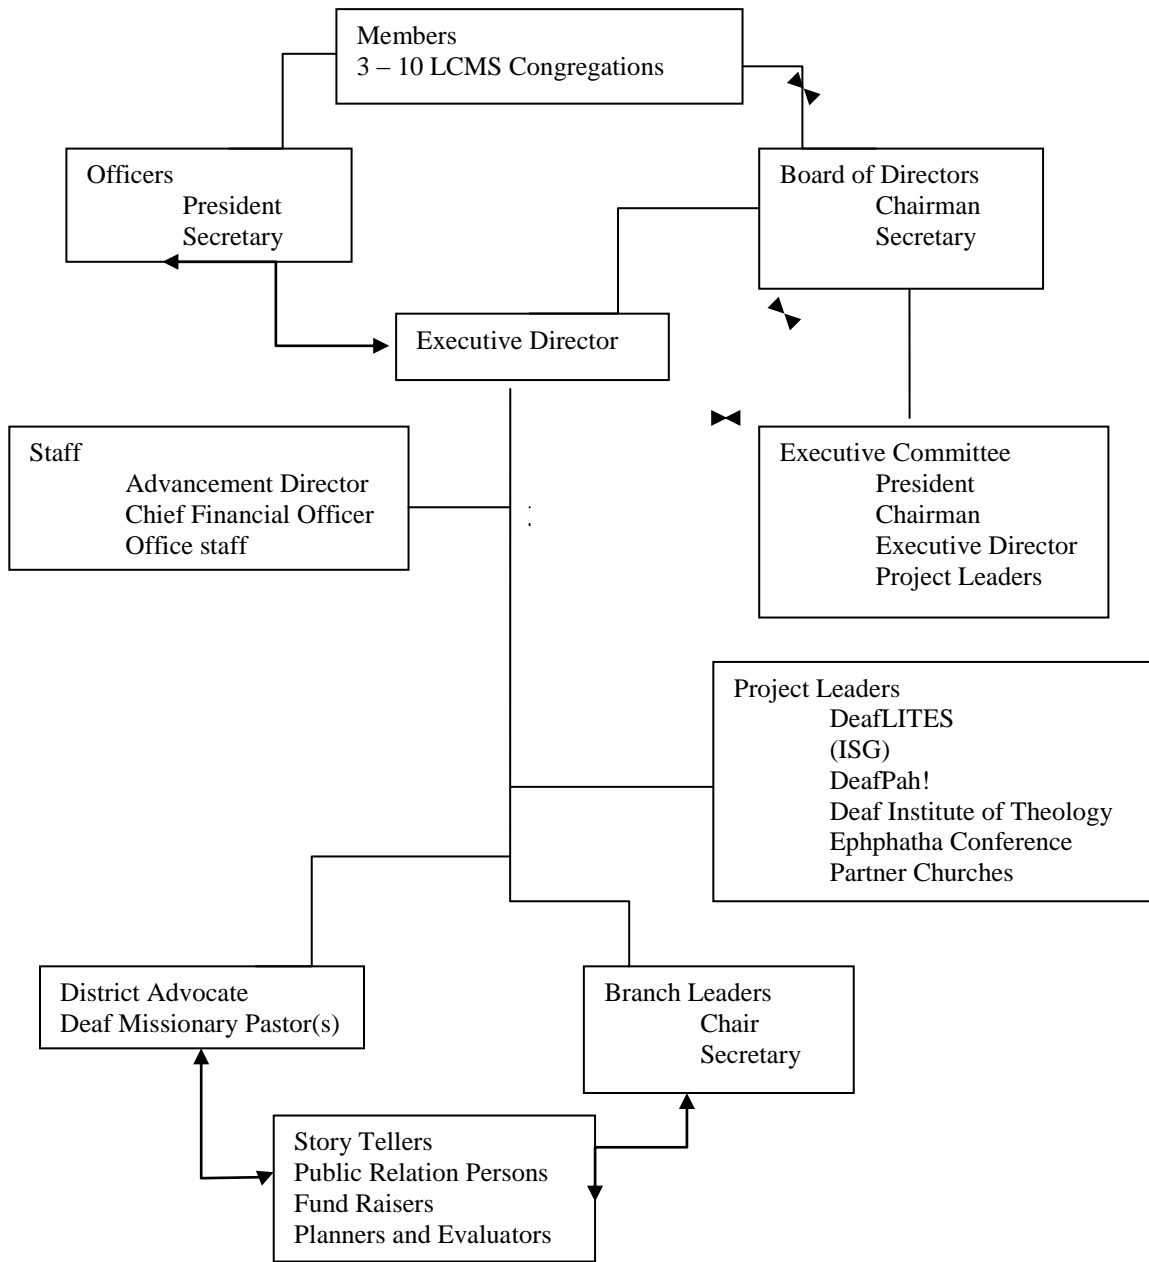 Members
3 – 10 LCMS Congregations
Officers
President
Secretary
Board of Directors
Chairman
Secretary
Executive Director
Staff
Advancement Director
Chief Financial Officer
Office staff
Executive Committee
President
Chairman
Executive Director
Project Leaders
Project Leaders
DeafLITES
(ISG)
DeafPah!
Deaf Institute of Theology
Ephphatha Conference
Partner Churches
District Advocate
Deaf Missionary Pastor(s)
Branch Leaders
Chair
Secretary
Story Tellers
Public Relation Persons
Fund Raisers
Planners and Evaluators